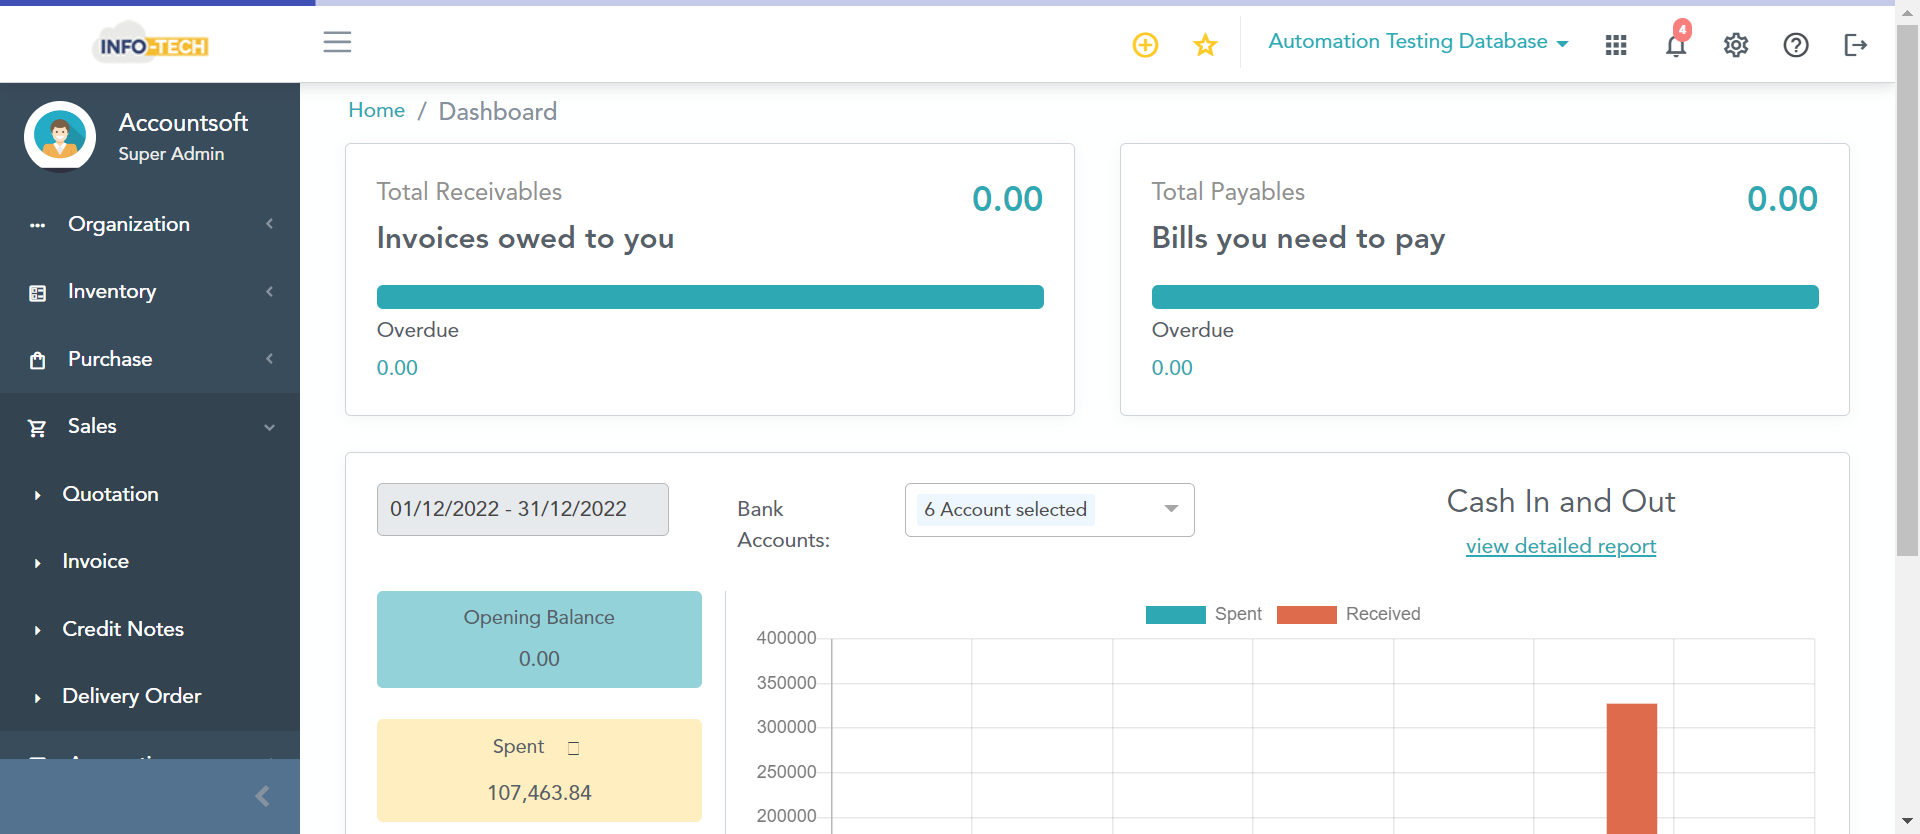 INFO-TECH
Automation Testing Database
4
Accountsoft
Super Admin
Organization
Inventory
Purchase
Sales
Quotation
Invoice
Credit Notes
Delivery Order
Home / Dashboard
Total Receivables
0.00
Invoices owed to you
Overdue
0.00
Total Payables
0.00
Bills you need to pay
Overdue
0.00
01/12/2022 - 31/12/2022
Bank
Accounts:
6 Account selected
Cash In and Out
view detailed report
Opening Balance
0.00
Spent
107,463.84
Spent
Received
400000
350000
300000
250000
200000